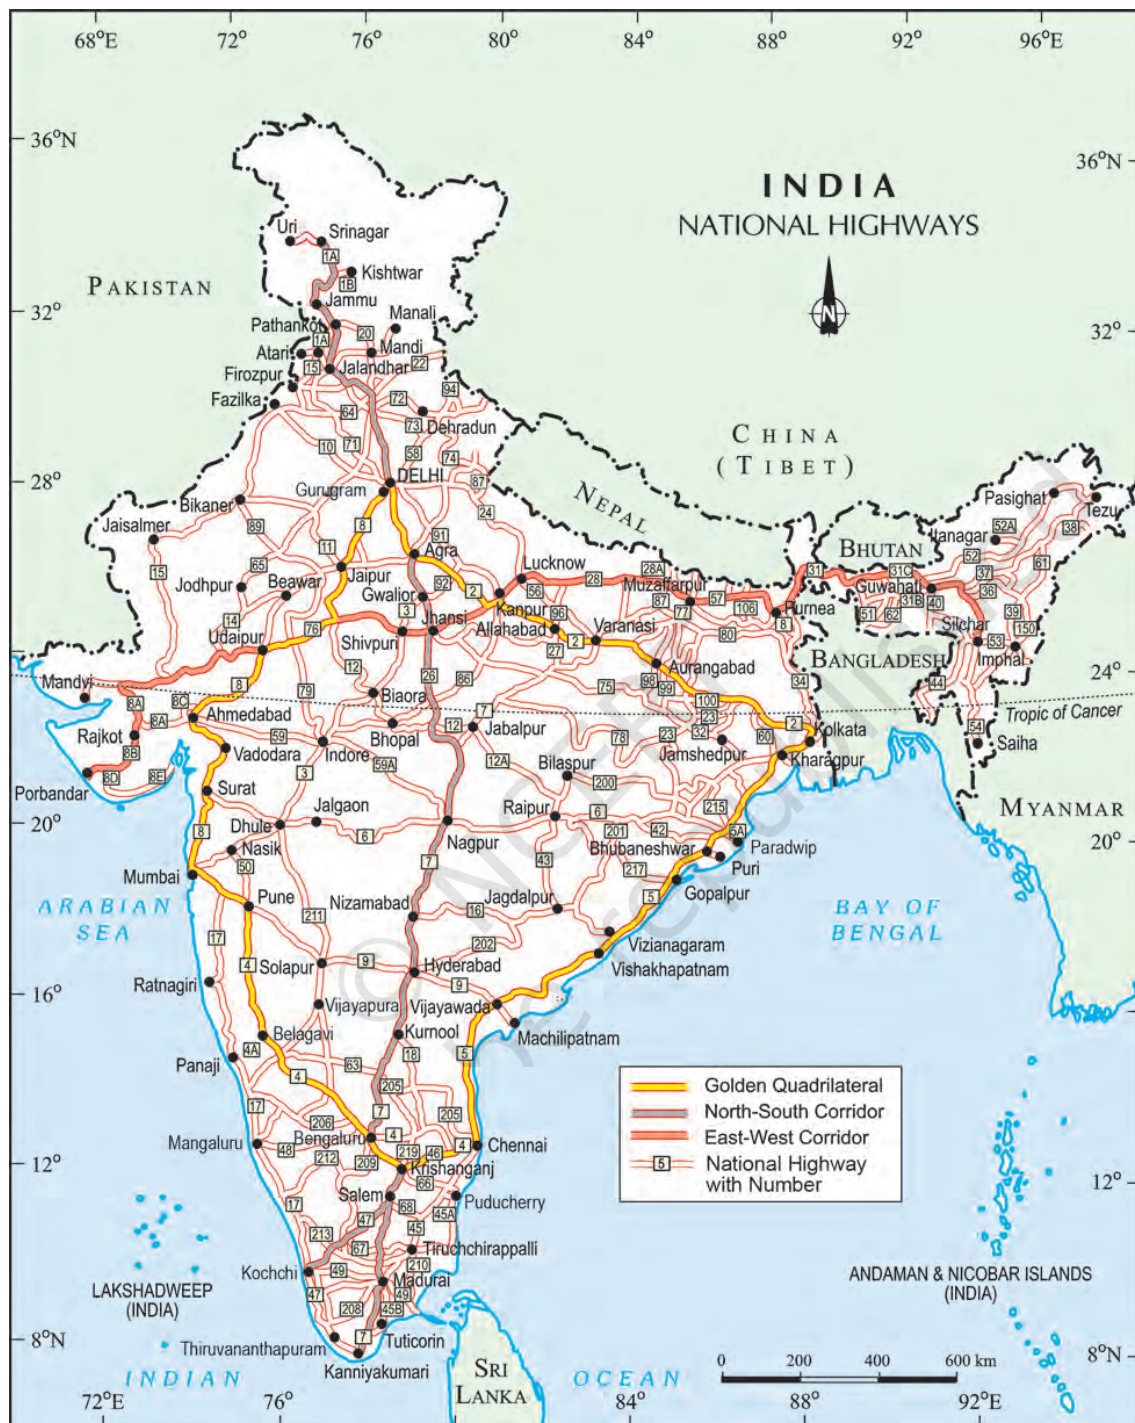 68°E 72° 76° 80° 84° 88° 92° 96°E
36°N
36°N
INDIA
NATIONAL HIGHWAYS
Uri
Srinagar
1A
1B
Kishtwar
PAKISTAN
Jammu
N
Manali
32°
32°
Pathankot
20
1A
Atari
Mandi
22
15
Jalandhar
Firozpur
94
Fazilka
72
64
73
Dehradun
CHINA
(TIBET)
10
71
58
74
28°
DELHI
28°
87
Gurugram
NEPAL
Pasighat
Bikaner
24
Tezu
Jaisalmer
89
8
52A
38
Itanagar
91
11
BHUTAN
52
Agra
61
Lucknow
28A
31
31C
15
65
Jaipur
92
2
28
Muzaffarpur
Guwahati
37
Jodhpur
Beawar
Gwalior
56
57
31B
40
36
Kanpur
87
77
106
Purnea
51
62
39
14
3
Jhansi
96
8
Silchar
150
76
Allahabad
Varanasi
80
Udaipur
Shivpuri
27
2
53
BANGLADESH
Imphal
24°
12
26
86
98
Aurangabad
24°
Mandvi
8
79
75
99
34
44
8A
8C
Biaora
100
Tropic of Cancer
8A
Ahmedabad
7
23
2
54
Rajkot
59
12
Jabalpur
78
23
32
60
Kolkata
Bhopal
Saiha
8B
Vadodara
Indore
59A
12A
Jamshedpur
Kharagpur
8D
8E
3
Bilaspur
200
Porbandar
Surat
Jalgaon
Raipur
6
215
MYANMAR
20°
8
Dhule
6
201
42
5A
Nagpur
Bhubaneshwar
Paradwip
20°
Nasik
7
43
50
217
Puri
Mumbai
Pune
Jagdalpur
5
Gopalpur
ARABIAN
SEA
Nizamabad
16
BAY OF
BENGAL
211
17
202
Vizianagaram
4
Solapur
9
Hyderabad
Vishakhapatnam
Ratnagiri
9
16°
Vijayapura
Vijayawada
16°
Kurnool
Machilipatnam
Belagavi
4A
18
5
Panaji
63
4
205
Golden Quadrilateral
17
7
205
North-South Corridor
206
Bengaluru
4
East-West Corridor
Mangaluru
48
219
46
4
Chennai
5
National Highway
with Number
12°
212
209
Krishanganj
12°
66
Salem
Puducherry
17
68
45A
47
213
45
67
Tiruchchirappalli
Kochchi
49
210
Madurai
ANDAMAN & NICOBAR ISLANDS
(INDIA)
LAKSHADWEEP
(INDIA)
47
49
208
45B
8°N
7
Tuticorin
Thiruvananthapuram
8°N
Kanniyakumari
SRI
LANKA
0 200 400 600 km
INDIAN
OCEAN
72°E 76° 84° 88° 92°E